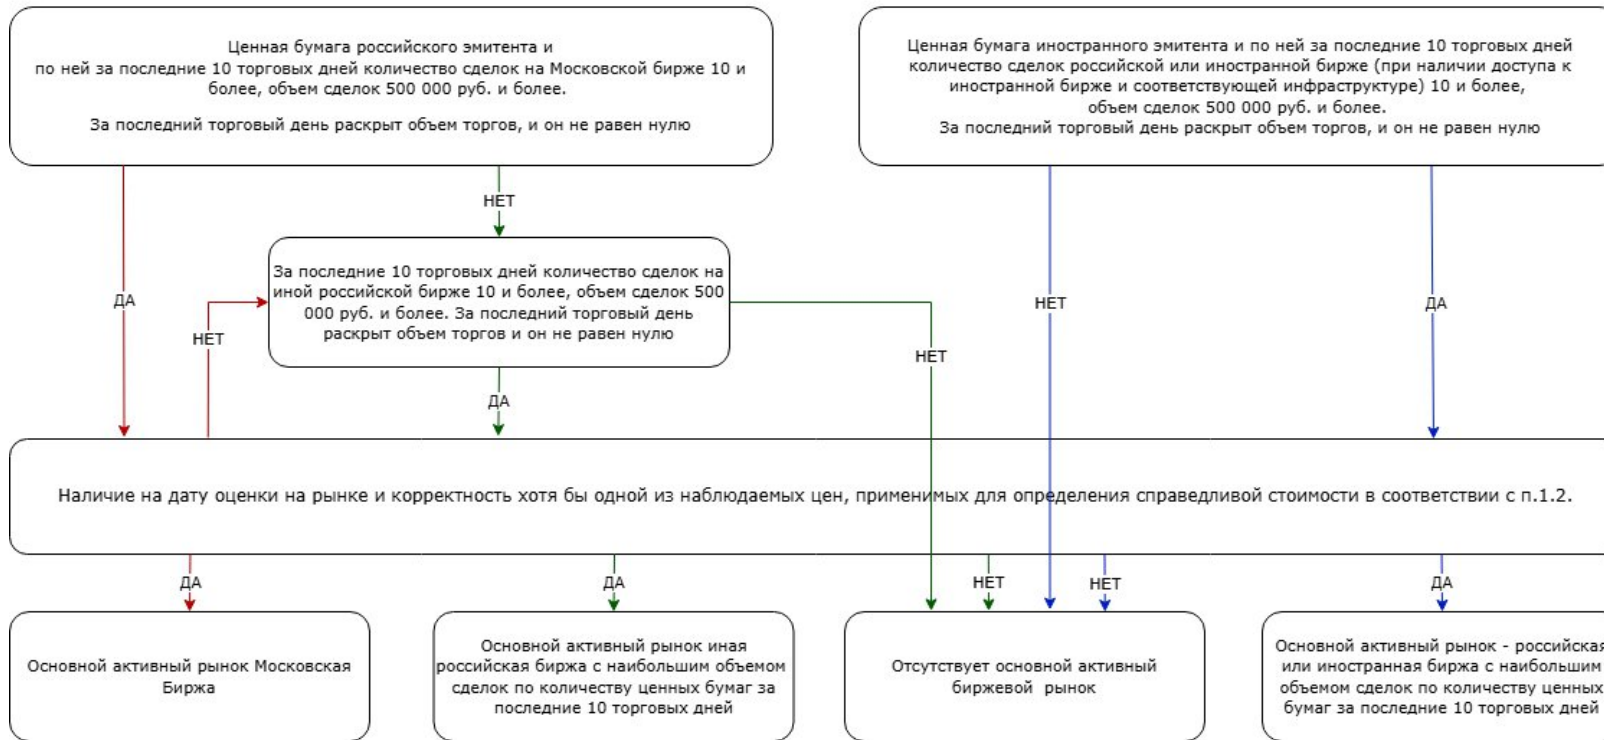 Ценная бумага российского эмитента и
по ней за последние 10 торговых дней количество сделок на Московской бирже 10 и
более, объем сделок 500 000 руб. и более.
За последний торговый день раскрыт объем торгов, и он не равен нулю
Ценная бумага иностранного эмитента и по ней за последние 10 торговых дней
количество сделок российской или иностранной бирже (при наличии доступа к
иностранной бирже и соответствующей инфраструктуре) 10 и более,
объем сделок 500 000 руб. и более.
За последний торговый день раскрыт объем торгов, и он не равен нулю
НЕТ
За последние 10 торговых дней количество сделок на
иной российской бирже 10 и более, объем сделок 500
000 руб. и более. За последний торговый день
раскрыт объем торгов и он не равен нулю
ДА
НЕТ
НЕТ
НЕТ
ДА
ДА
Наличие на дату оценки на рынке и корректность хотя бы одной из наблюдаемых цен, применимых для определения справедливой стоимости в соответствии с п.1.2.
ДА
ДА
НЕТ
НЕТ
ДА
Основной активный рынок Московская
Биржа
Основной активный рынок иная
российская биржа с наибольшим объемом
сделок по количеству ценных бумаг за
последние 10 торговых дней
Отсутствует основной активный
биржевой рынок
Основной активный рынок - российская
или иностранная биржа с наибольшим
объемом сделок по количеству ценных
бумаг за последние 10 торговых дней